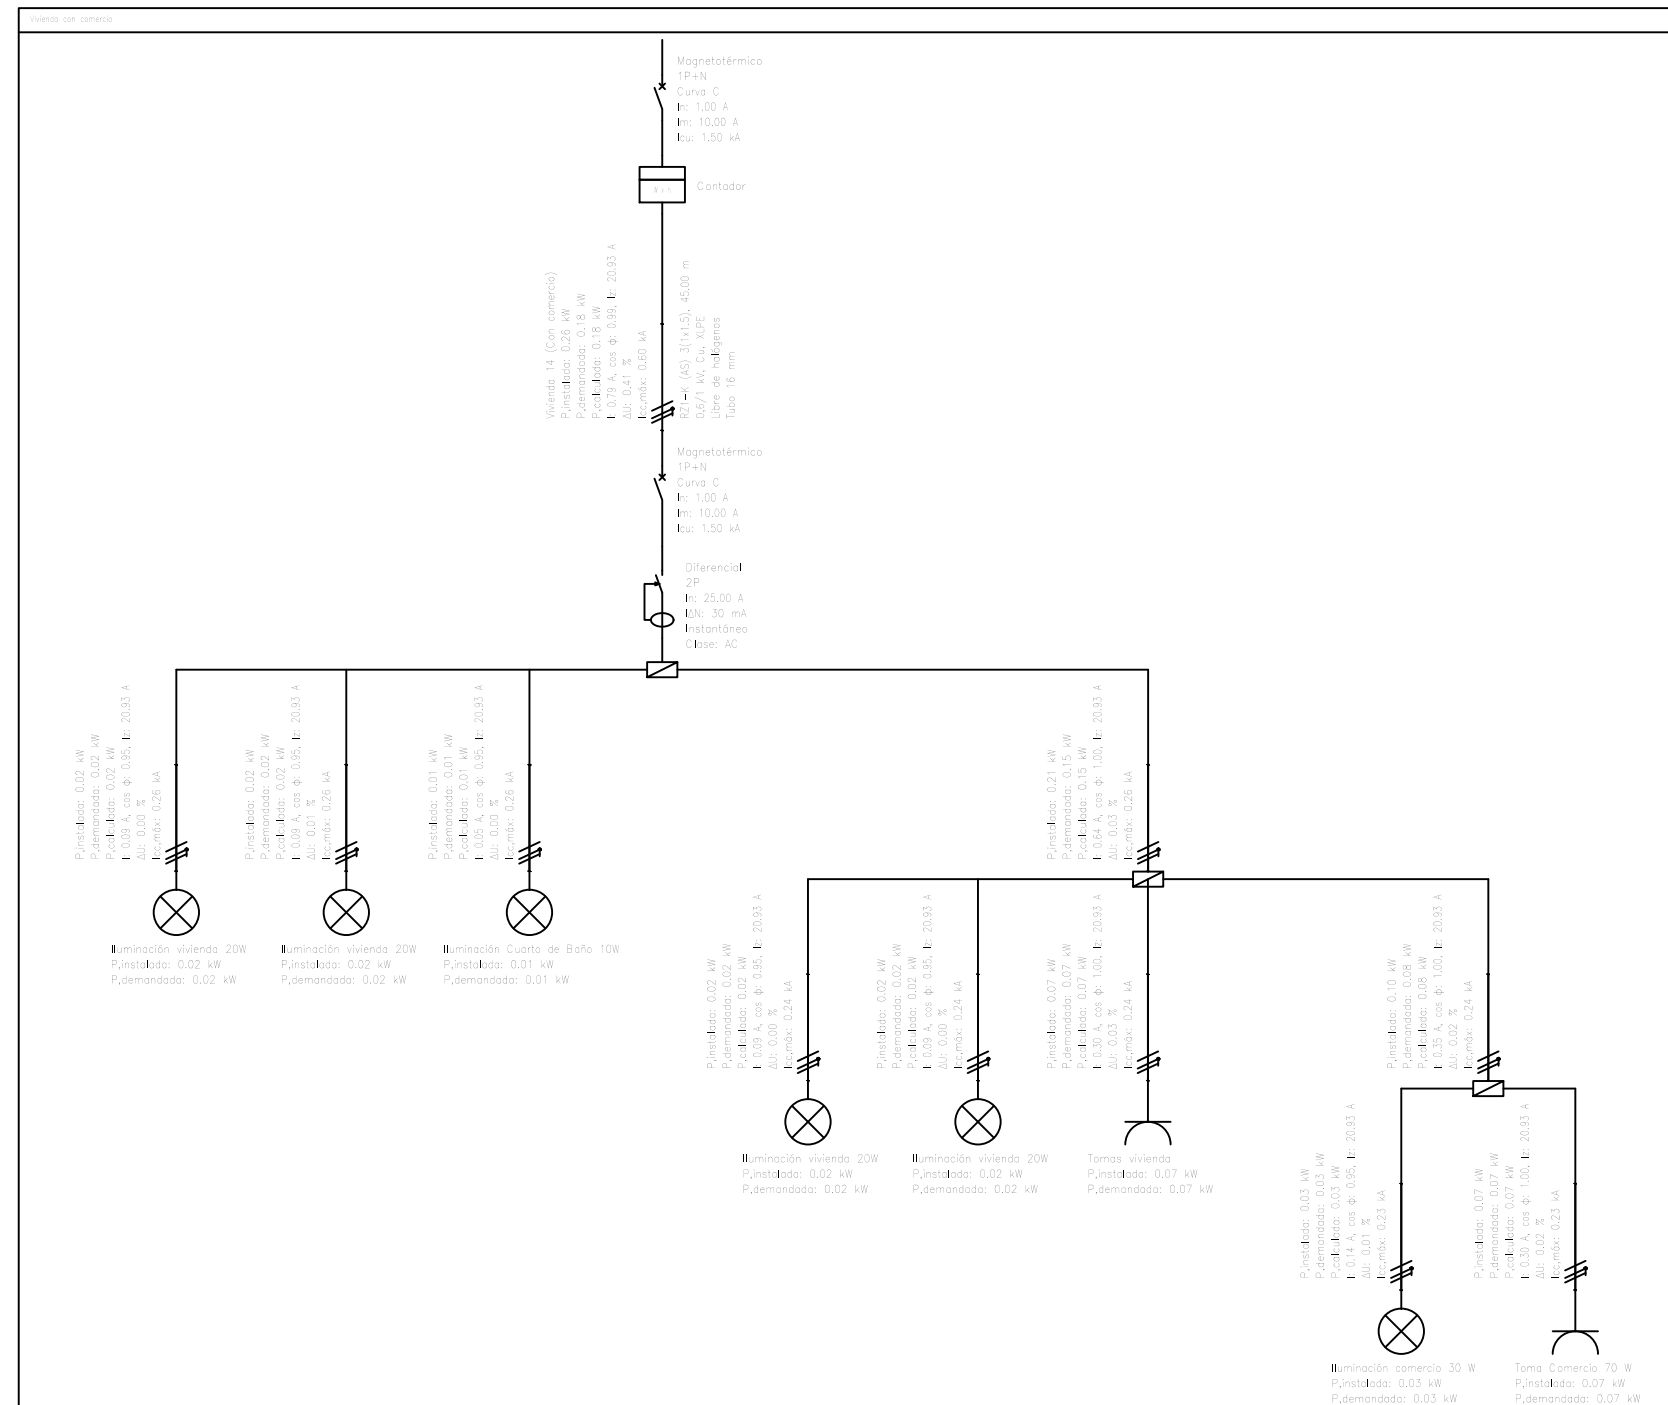 Vivienda con comercio
Magnetotérmico
1P+N
Curva C
In: 1.00 A
Im: 10.00 A
Icu: 1.50 kA
Contador
Vivienda 14 (Con comercio)
P.instalada: 0.26 kW
P.demandada: 0.18 kW
P.calculada: 0.18 kW
I: 0.79 A, cos φ: 0.99, Iz: 20.93 A
ΔU: 0.41 %
Icc,máx: 0.60 kA
RZ1-K (AS) 3(1x1.5), 45.00 m
0,6/1 kV, Cu, XLPE
Libre de halógenos
Tubo 16 mm
Magnetotérmico
1P+N
Curva C
In: 1.00 A
Im: 10.00 A
Icu: 1.50 kA
Diferencial
2P
In: 25.00 A
IΔN: 30 mA
Instantáneo
Clase: AC
P.instalada: 0.02 kW
P.demandada: 0.02 kW
P.calculada: 0.02 kW
I: 0.09 A, cos φ: 0.95, Iz: 20.93 A
ΔU: 0.00 %
Icc,máx: 0.26 kA
P.instalada: 0.02 kW
P.demandada: 0.02 kW
P.calculada: 0.02 kW
I: 0.09 A, cos φ: 0.95, Iz: 20.93 A
ΔU: 0.01 %
Icc,máx: 0.26 kA
P.instalada: 0.01 kW
P.demandada: 0.01 kW
P.calculada: 0.01 kW
I: 0.05 A, cos φ: 0.95, Iz: 20.93 A
ΔU: 0.00 %
Icc,máx: 0.26 kA
P.instalada: 0.21 kW
P.demandada: 0.15 kW
P.calculada: 0.15 kW
I: 0.64 A, cos φ: 1.00, Iz: 20.93 A
ΔU: 0.03 %
Icc,máx: 0.26 kA
Iluminación vivienda 20W
P.instalada: 0.02 kW
P.demandada: 0.02 kW
Iluminación vivienda 20W
P.instalada: 0.02 kW
P.demandada: 0.02 kW
Iluminación Cuarto de Baño 10W
P.instalada: 0.01 kW
P.demandada: 0.01 kW
P.instalada: 0.02 kW
P.demandada: 0.02 kW
P.calculada: 0.02 kW
I: 0.09 A, cos φ: 0.95, Iz: 20.93 A
ΔU: 0.00 %
Icc,máx: 0.24 kA
P.instalada: 0.02 kW
P.demandada: 0.02 kW
P.calculada: 0.02 kW
I: 0.09 A, cos φ: 0.95, Iz: 20.93 A
ΔU: 0.00 %
Icc,máx: 0.24 kA
P.instalada: 0.07 kW
P.demandada: 0.07 kW
P.calculada: 0.07 kW
I: 0.30 A, cos φ: 1.00, Iz: 20.93 A
ΔU: 0.03 %
Icc,máx: 0.24 kA
P.instalada: 0.10 kW
P.demandada: 0.08 kW
P.calculada: 0.08 kW
I: 0.35 A, cos φ: 1.00, Iz: 20.93 A
ΔU: 0.02 %
Icc,máx: 0.24 kA
Iluminación vivienda 20W
P.instalada: 0.02 kW
P.demandada: 0.02 kW
Iluminación vivienda 20W
P.instalada: 0.02 kW
P.demandada: 0.02 kW
Tomas vivienda
P.instalada: 0.07 kW
P.demandada: 0.07 kW
P.instalada: 0.03 kW
P.demandada: 0.03 kW
P.calculada: 0.03 kW
I: 0.14 A, cos φ: 0.95, Iz: 20.93 A
ΔU: 0.01 %
Icc,máx: 0.23 kA
P.instalada: 0.07 kW
P.demandada: 0.07 kW
P.calculada: 0.07 kW
I: 0.30 A, cos φ: 1.00, Iz: 20.93 A
ΔU: 0.02 %
Icc,máx: 0.23 kA
Iluminación comercio 30 W
P.instalada: 0.03 kW
P.demandada: 0.03 kW
Toma Comercio 70 W
P.instalada: 0.07 kW
P.demandada: 0.07 kW